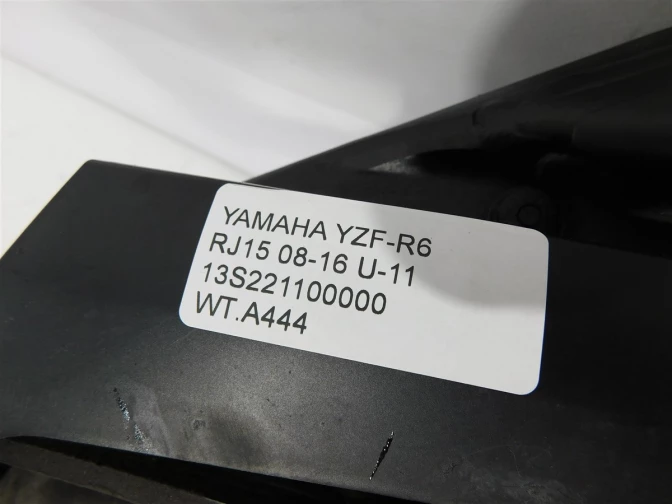 YAMAHA YZF-R6
RJ15 08-16 U-11
13S221100000
WT.A444